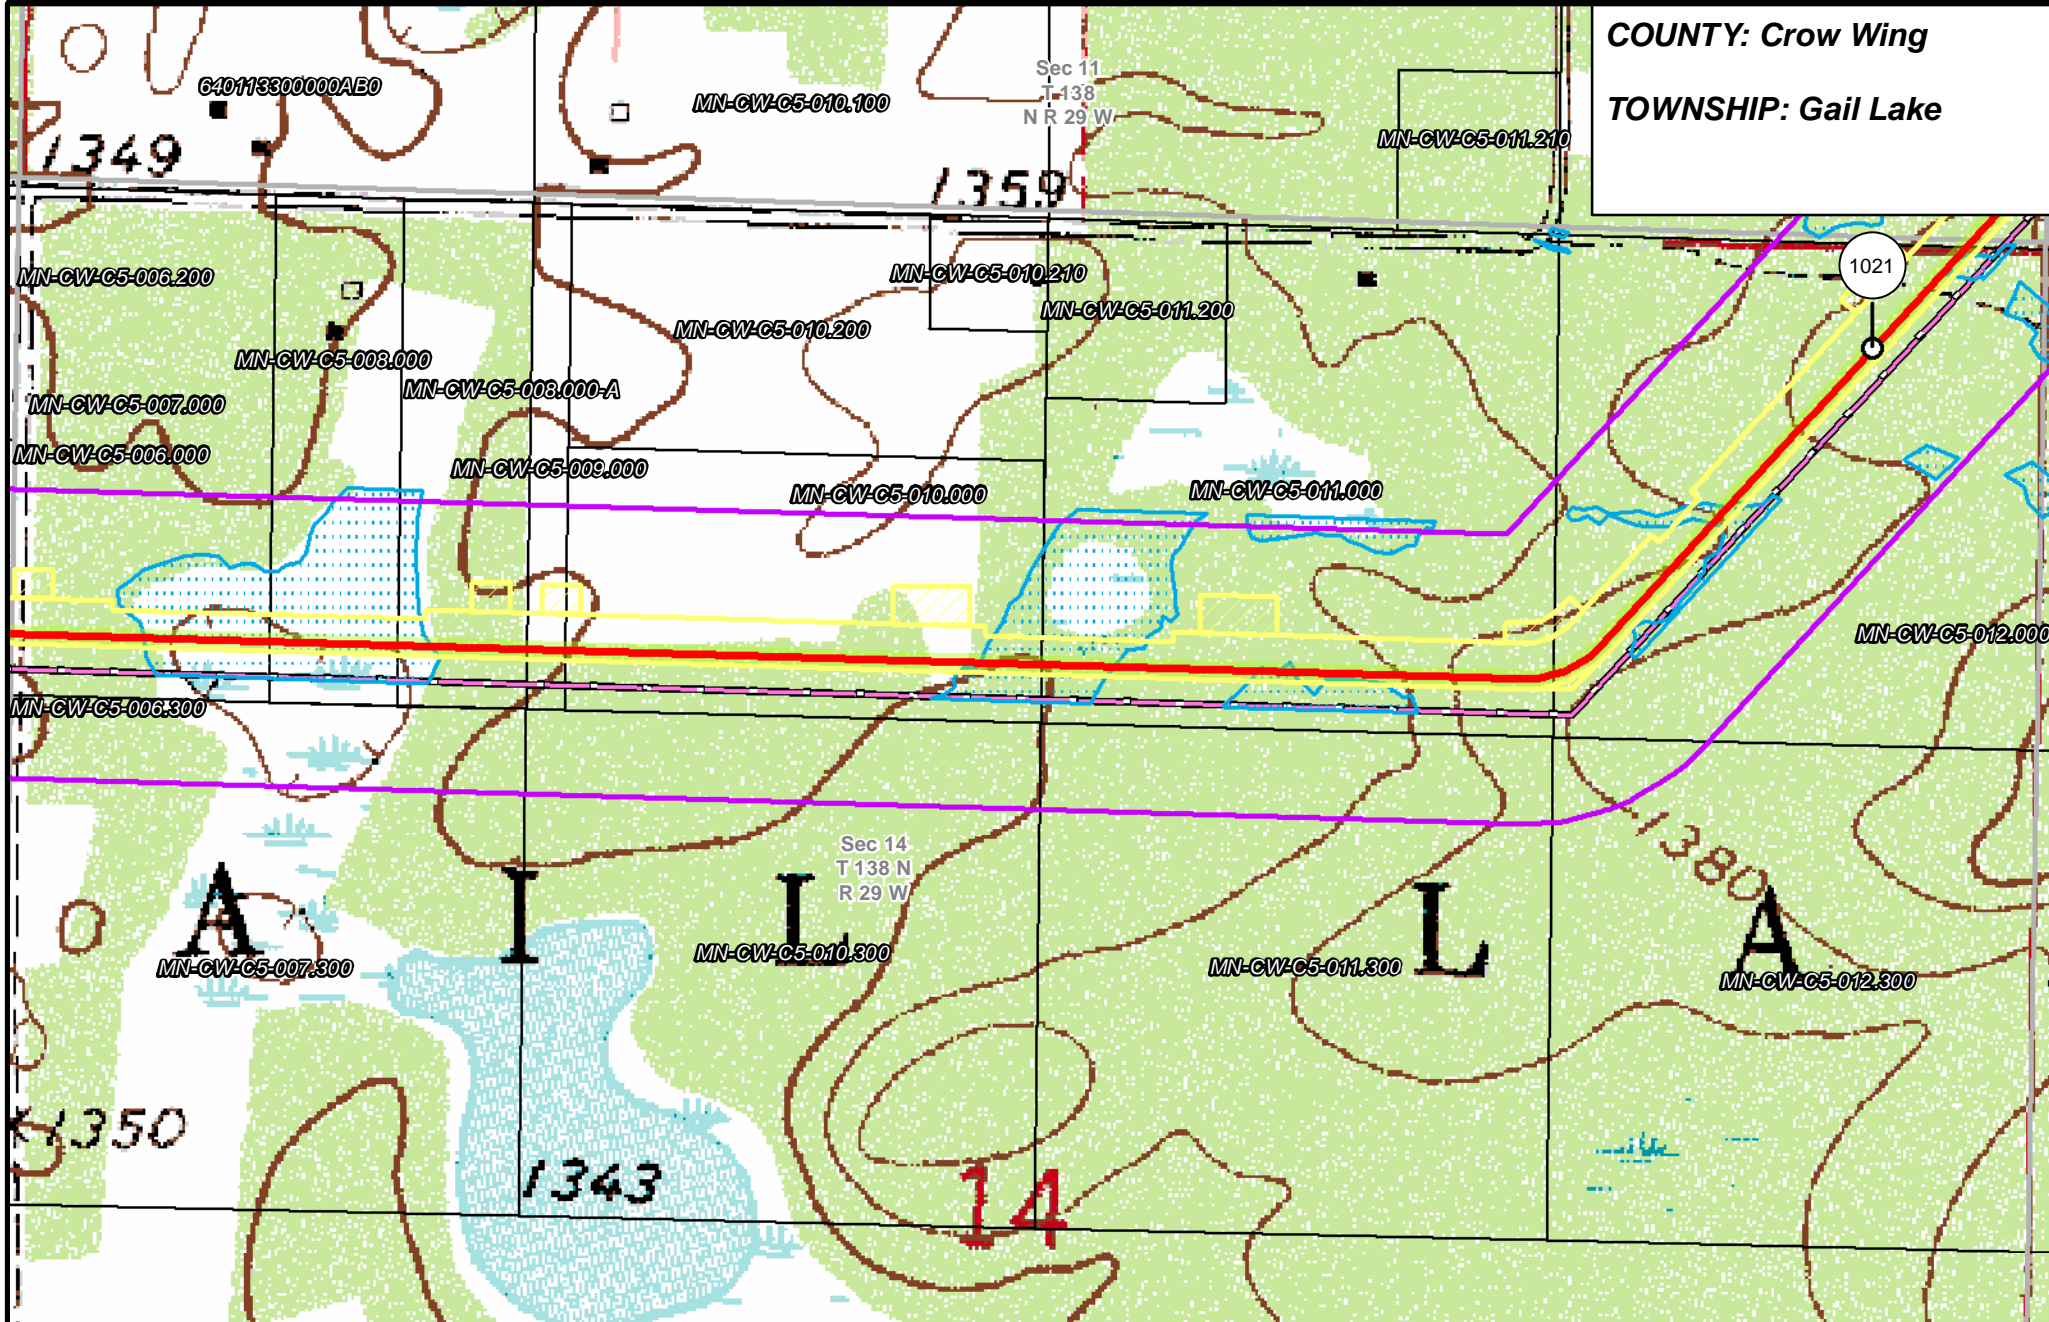 COUNTY: Crow Wing
TOWNSHIP: Gail Lake
640113300000AB0
MN-CW-C5-010.100
Sec 11
T 138
N R 29 W
MN-CW-C5-011.210
1349
1359
MN-CW-C5-006.200
MN-CW-C5-010.210
1021
MN-CW-C5-011.200
MN-CW-C5-010.200
MN-CW-C5-008.000
MN-CW-C5-008.000-A
MN-CW-C5-007.000
MN-CW-C5-006.000
MN-CW-C5-009.000
MN-CW-C5-010.000
MN-CW-C5-011.000
MN-CW-C5-012.000
MN-CW-C5-006.300
1380
Sec 14
T 138 N
R 29 W
A I L L A
MN-CW-C5-007.300
MN-CW-C5-010.300
MN-CW-C5-011.300
MN-CW-C5-012.300
1350
1343
14